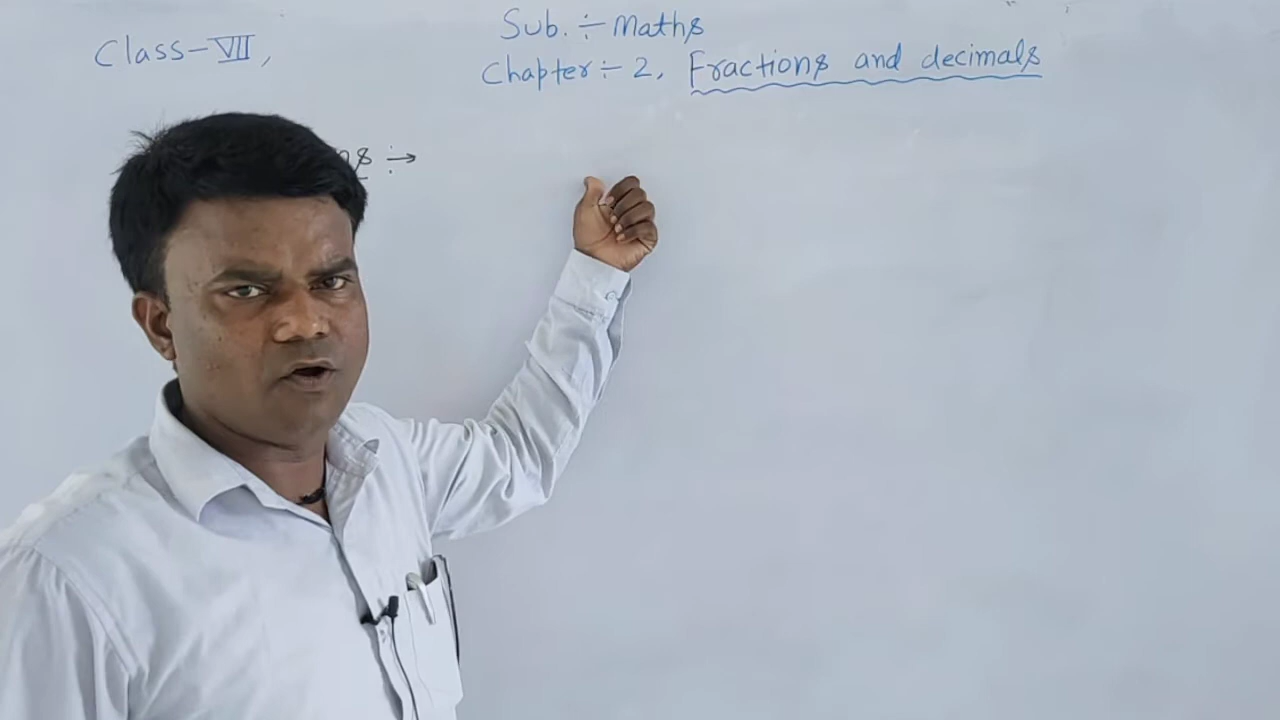 Class-VII,
Sub. ÷ Maths
Chapter ÷ 2, Fractions and decimals